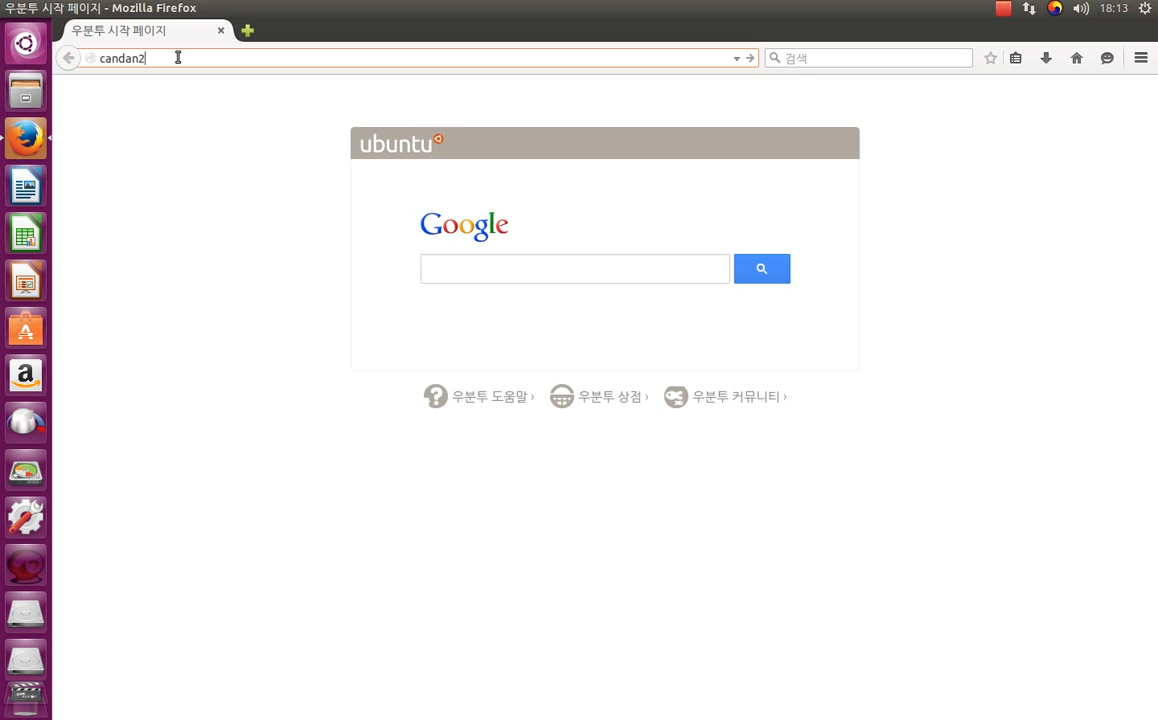 우분투 시작 페이지 - Mozilla Firefox
18:13
우분투 시작 페이지
candan2
검색
ubuntu
Google
우분투 도움말 ›
우분투 상점 ›
우분투 커뮤니티 ›